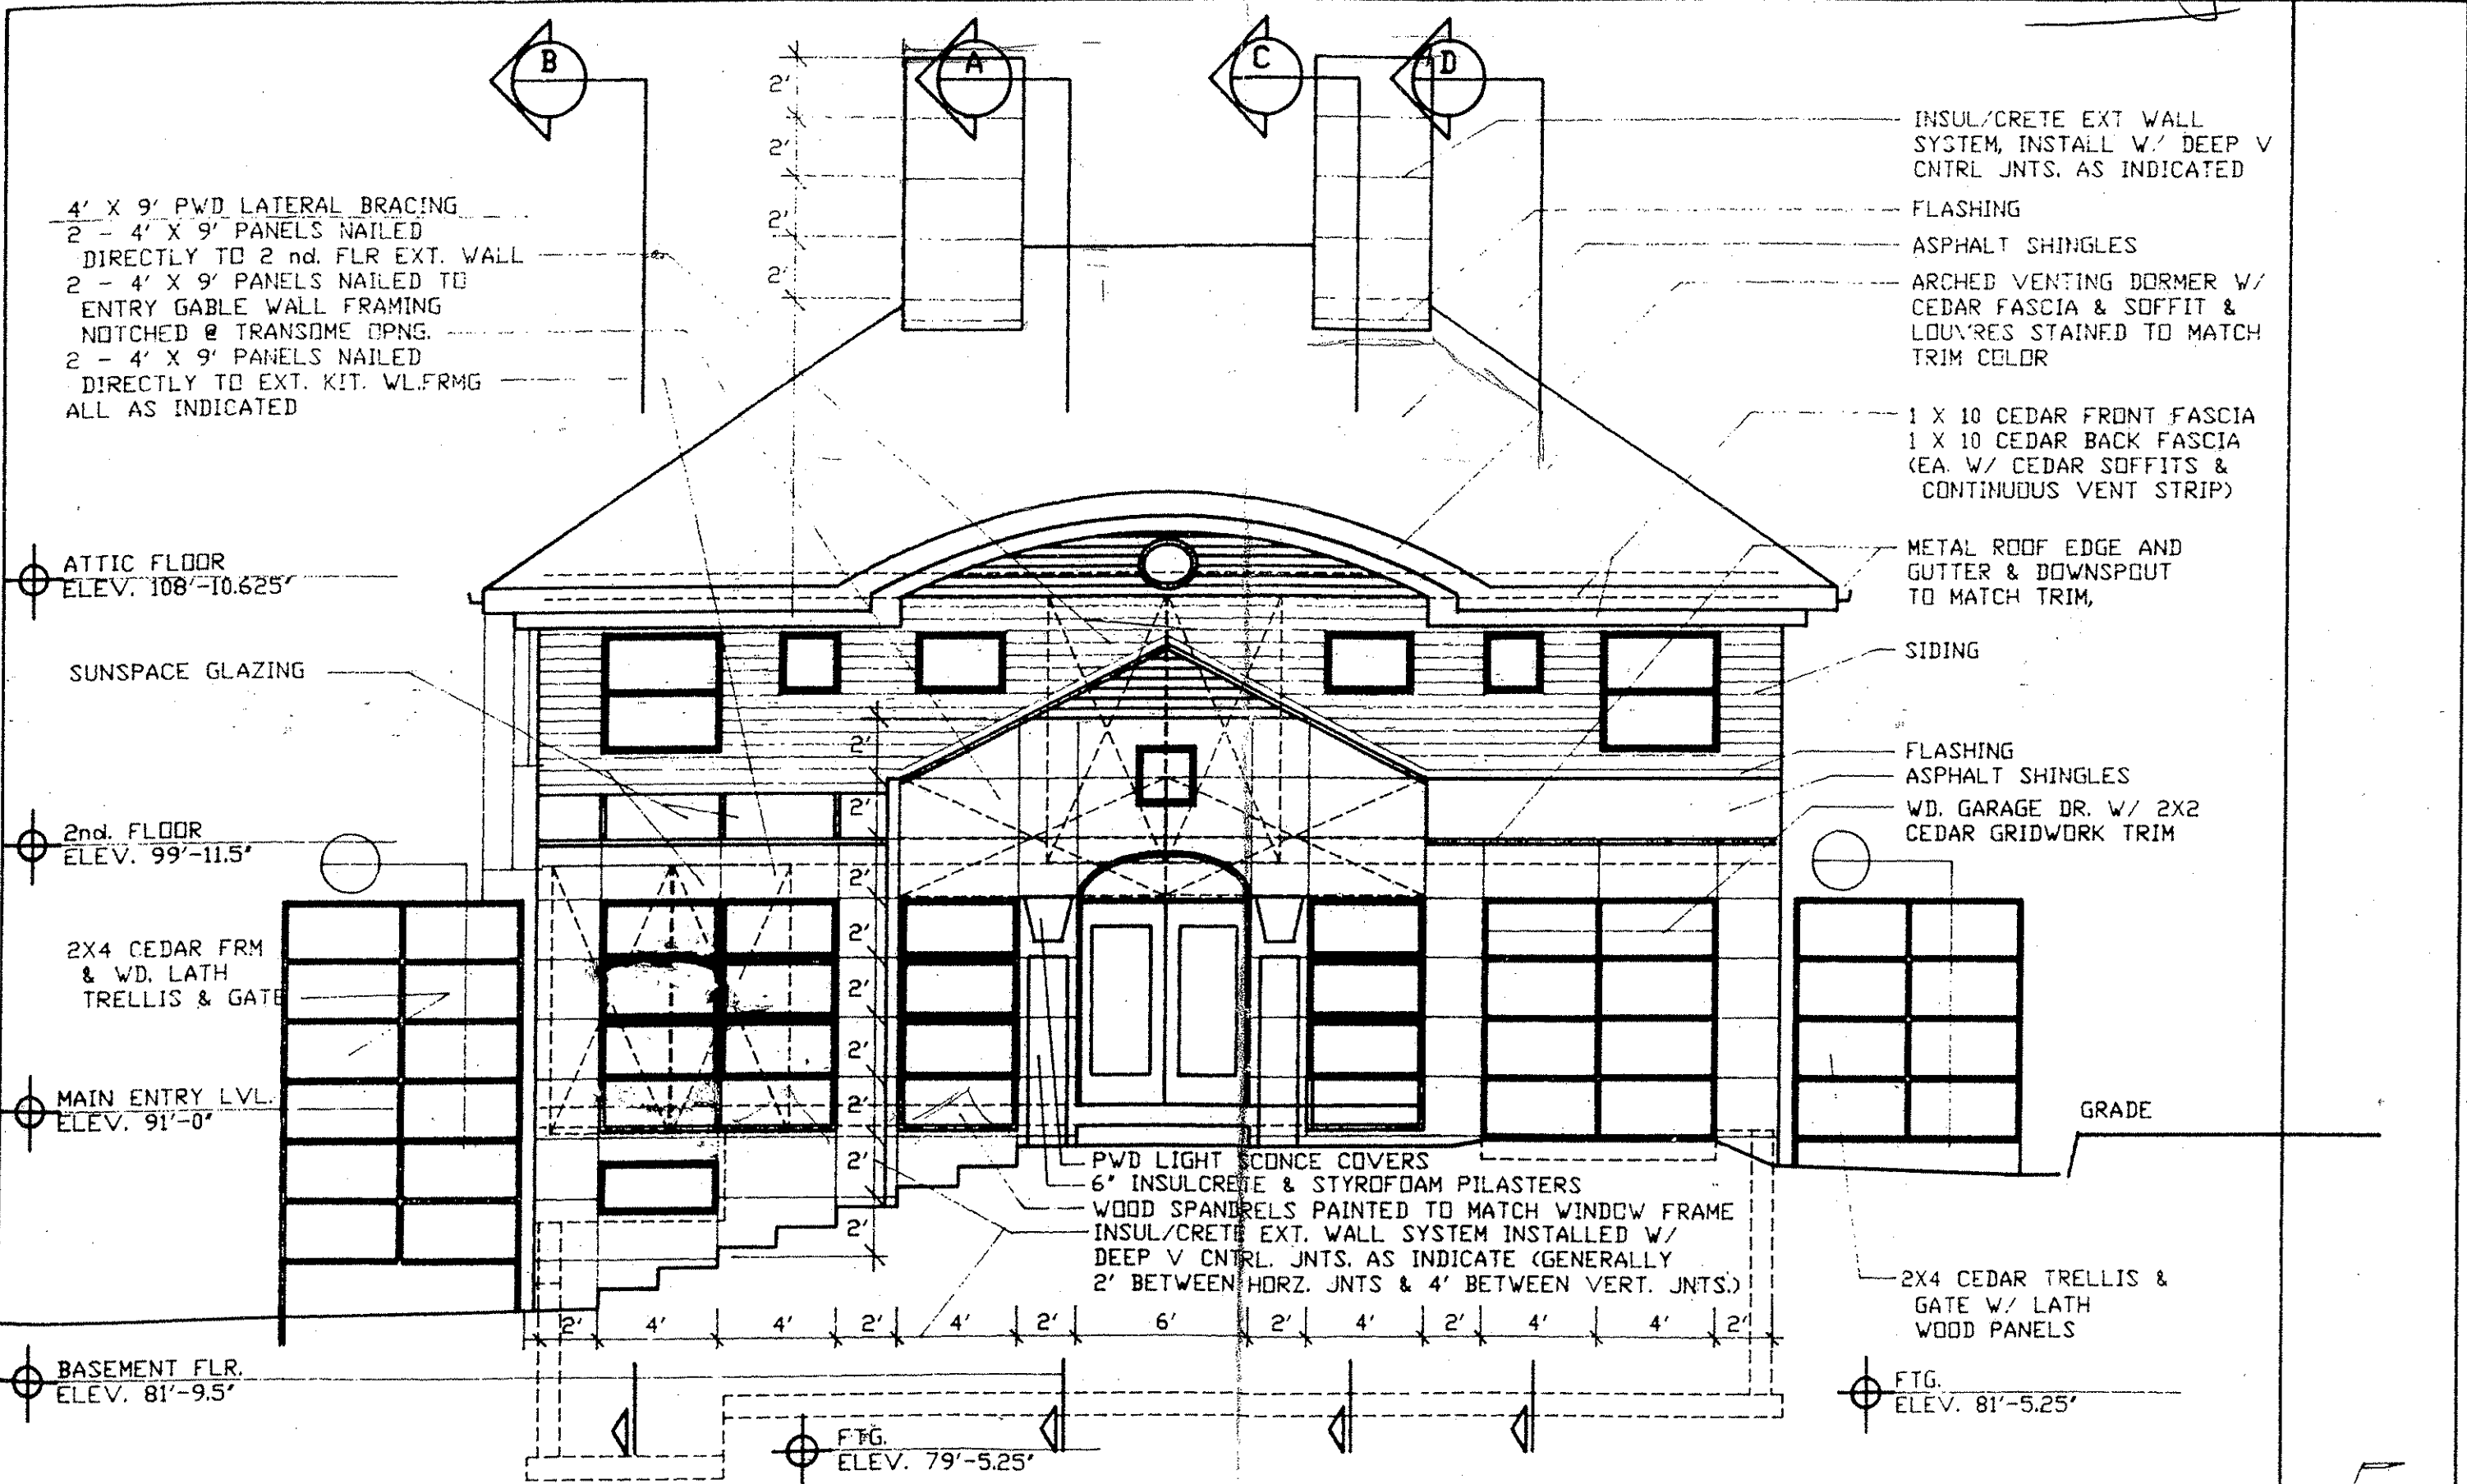 B
A
C
D
2'
2'
2'
2'
4' X 9' PWD LATERAL BRACING
2 - 4' X 9' PANELS NAILED
DIRECTLY TO 2 nd. FLR EXT. WALL
2 - 4' X 9' PANELS NAILED TO
ENTRY GABLE WALL FRAMING
NOTCHED @ TRANSOME OPNG.
2 - 4' X 9' PANELS NAILED
DIRECTLY TO EXT. KIT. WL.FRMG
ALL AS INDICATED
INSUL/CRETE EXT WALL
SYSTEM, INSTALL W/ DEEP V
CNTRL JNTS. AS INDICATED
FLASHING
ASPHALT SHINGLES
ARCHED VENTING DORMER W/
CEDAR FASCIA & SOFFIT &
LOUVRES STAINED TO MATCH
TRIM COLOR
1 X 10 CEDAR FRONT FASCIA
1 X 10 CEDAR BACK FASCIA
(EA. W/ CEDAR SOFFITS &
CONTINUOUS VENT STRIP)
METAL ROOF EDGE AND
GUTTER & DOWNSPOUT
TO MATCH TRIM,
SIDING
FLASHING
ASPHALT SHINGLES
WD. GARAGE DR. W/ 2X2
CEDAR GRIDWORK TRIM
ATTIC FLOOR
ELEV. 108'-10.625"
SUNSPACE GLAZING
2nd. FLOOR
ELEV. 99'-11.5"
2X4 CEDAR FRM
& WD. LATH
TRELLIS & GATE
MAIN ENTRY LVL.
ELEV. 91'-0"
2'
2'
2'
2'
2'
2'
2'
2'
2'
GRADE
PWD LIGHT SCONCE COVERS
6" INSULCRETE & STYROFOAM PILASTERS
WOOD SPANDRELS PAINTED TO MATCH WINDOW FRAME
INSUL/CRETE EXT. WALL SYSTEM INSTALLED W/
DEEP V CNTRL. JNTS. AS INDICATE (GENERALLY
2' BETWEEN HORZ. JNTS & 4' BETWEEN VERT. JNTS.)
2X4 CEDAR TRELLIS &
GATE W/ LATH
WOOD PANELS
2' 4' 4' 2' 4' 2' 6' 2' 4' 2' 4' 4' 2'
BASEMENT FLR.
ELEV. 81'-9.5"
FTG.
ELEV. 81'-5.25"
FTG.
ELEV. 79'-5.25"